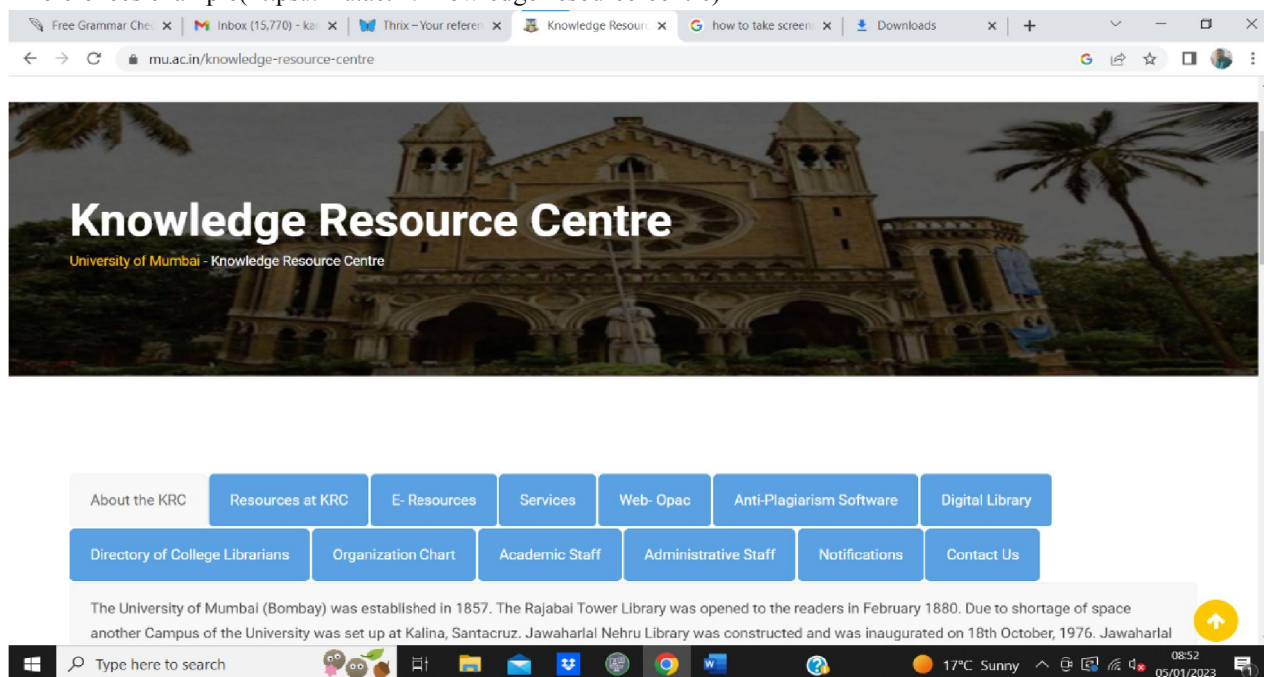 Free Grammar Chec
Inbox (15,770) - ka
Thrix – Your referen
Knowledge Resourc
how to take screen
Downloads
mu.ac.in/knowledge-resource-centre
Knowledge Resource Centre
University of Mumbai - Knowledge Resource Centre
About the KRC
Resources at KRC
E- Resources
Services
Web- Opac
Anti-Plagiarism Software
Digital Library
Directory of College Librarians
Organization Chart
Academic Staff
Administrative Staff
Notifications
Contact Us
The University of Mumbai (Bombay) was established in 1857. The Rajabai Tower Library was opened to the readers in February 1880. Due to shortage of space
another Campus of the University was set up at Kalina, Santacruz. Jawaharlal Nehru Library was constructed and was inaugurated on 18th October, 1976. Jawaharlal
Type here to search
17°C Sunny
08:52
05/01/2023